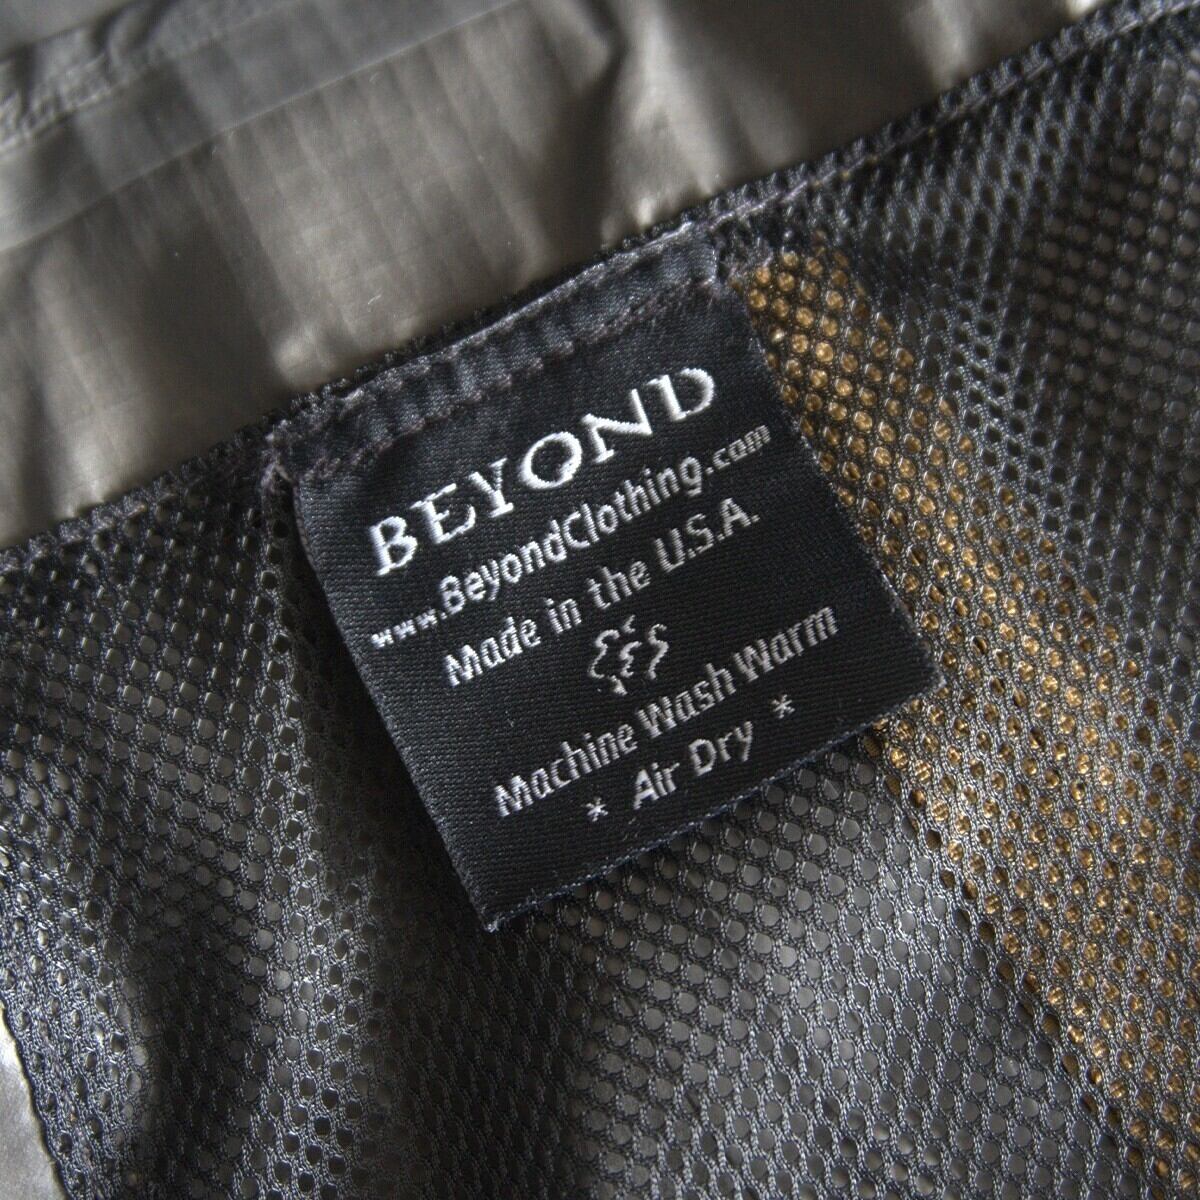 BEYOND
www.BeyondClothing.com
Made in the U.S.A.
Machine Wash Warm
* Air Dry *